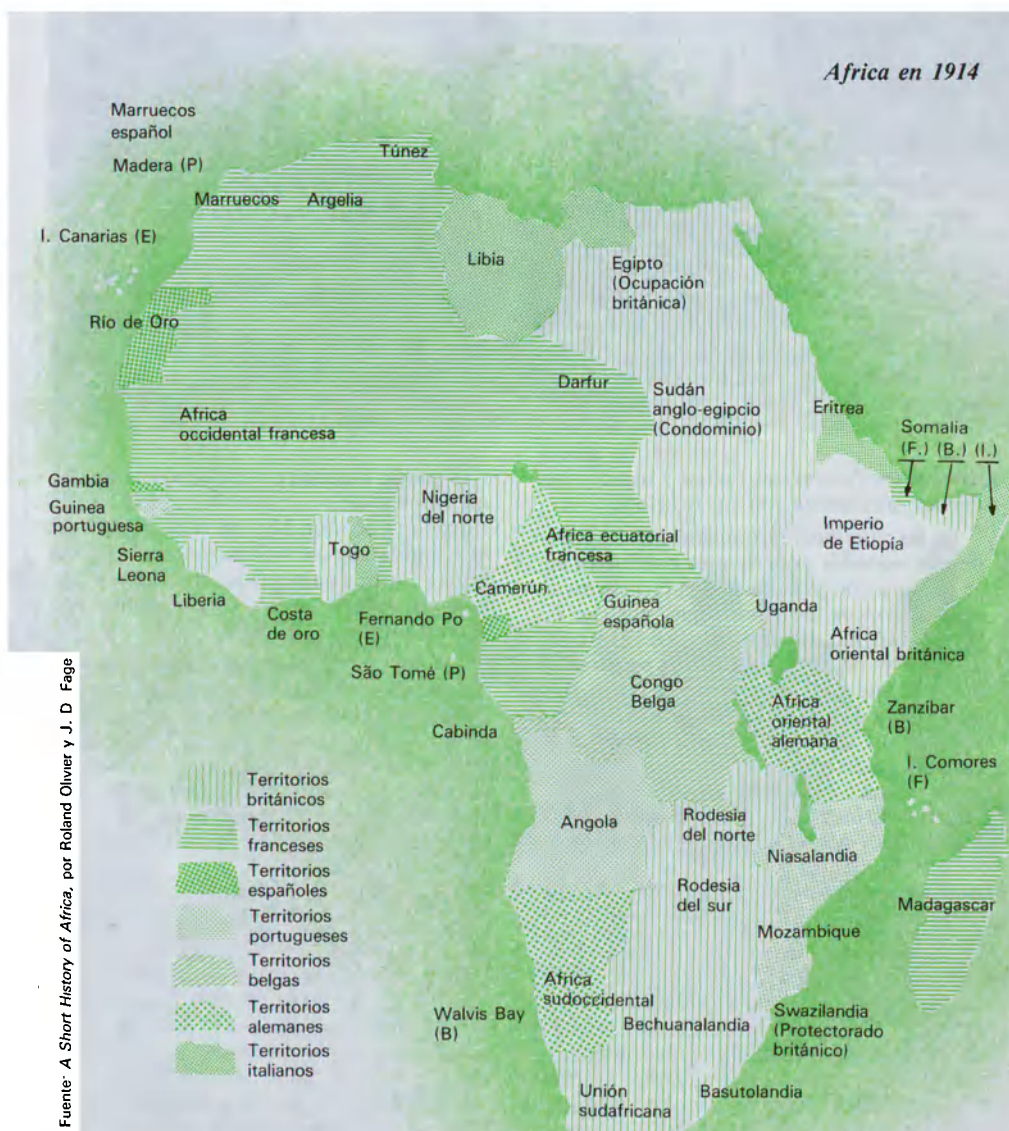 Africa en 1914
Marruecos
español
Madera (P)
Túnez
Marruecos
Argelia
I. Canarias (E)
Libia
Egipto
(Ocupación
británica)
Río de Oro
Darfur
Sudán
anglo-egipcio
(Condominio)
Eritrea
Somalia
(F.) (B.) (I.)
Africa
occidental francesa
Gambia
Guinea
portuguesa
Nigeria
del norte
Imperio
de Etiopía
Sierra
Leona
Togo
Africa ecuatorial
francesa
Liberia
Camerún
Costa
de oro
Fernando Po
(E)
Guinea
española
Uganda
Africa
oriental británica
São Tomé (P)
Congo
Belga
Africa
oriental
alemana
Zanzíbar
(B)
Cabinda
I. Comores
(F)
Angola
Rodesia
del norte
Niasalandia
Rodesia
del sur
Madagascar
Mozambique
Africa
sudoccidental
Walvis Bay
(B)
Bechuanalandia
Swazilandia
(Protectorado
británico)
Unión
sudafricana
Basutolandia
Territorios
británicos
Territorios
franceses
Territorios
españoles
Territorios
portugueses
Territorios
belgas
Territorios
alemanes
Territorios
italianos
Fuente· A Short History of Africa, por Roland Olivier y J. D Fage